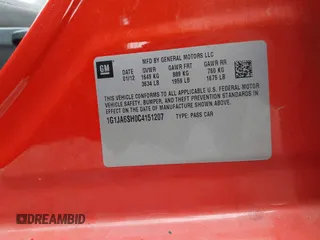 GM
MFD BY GENERAL MOTORS LLC
DATE GVWR GAWR FRT GAWR RR
01/12 1649 KG 889 KG 760 KG
3634 LB 1959 LB 1675 LB
THIS VEHICLE CONFORMS TO ALL APPLICABLE U.S. FEDERAL MOTOR
VEHICLE SAFETY, BUMPER, AND THEFT PREVENTION STANDARDS IN
EFFECT ON THE DATE OF MANUFACTURE SHOWN ABOVE.
1G1JA6SH0C4151207 TYPE: PASS CAR
DREAMBID